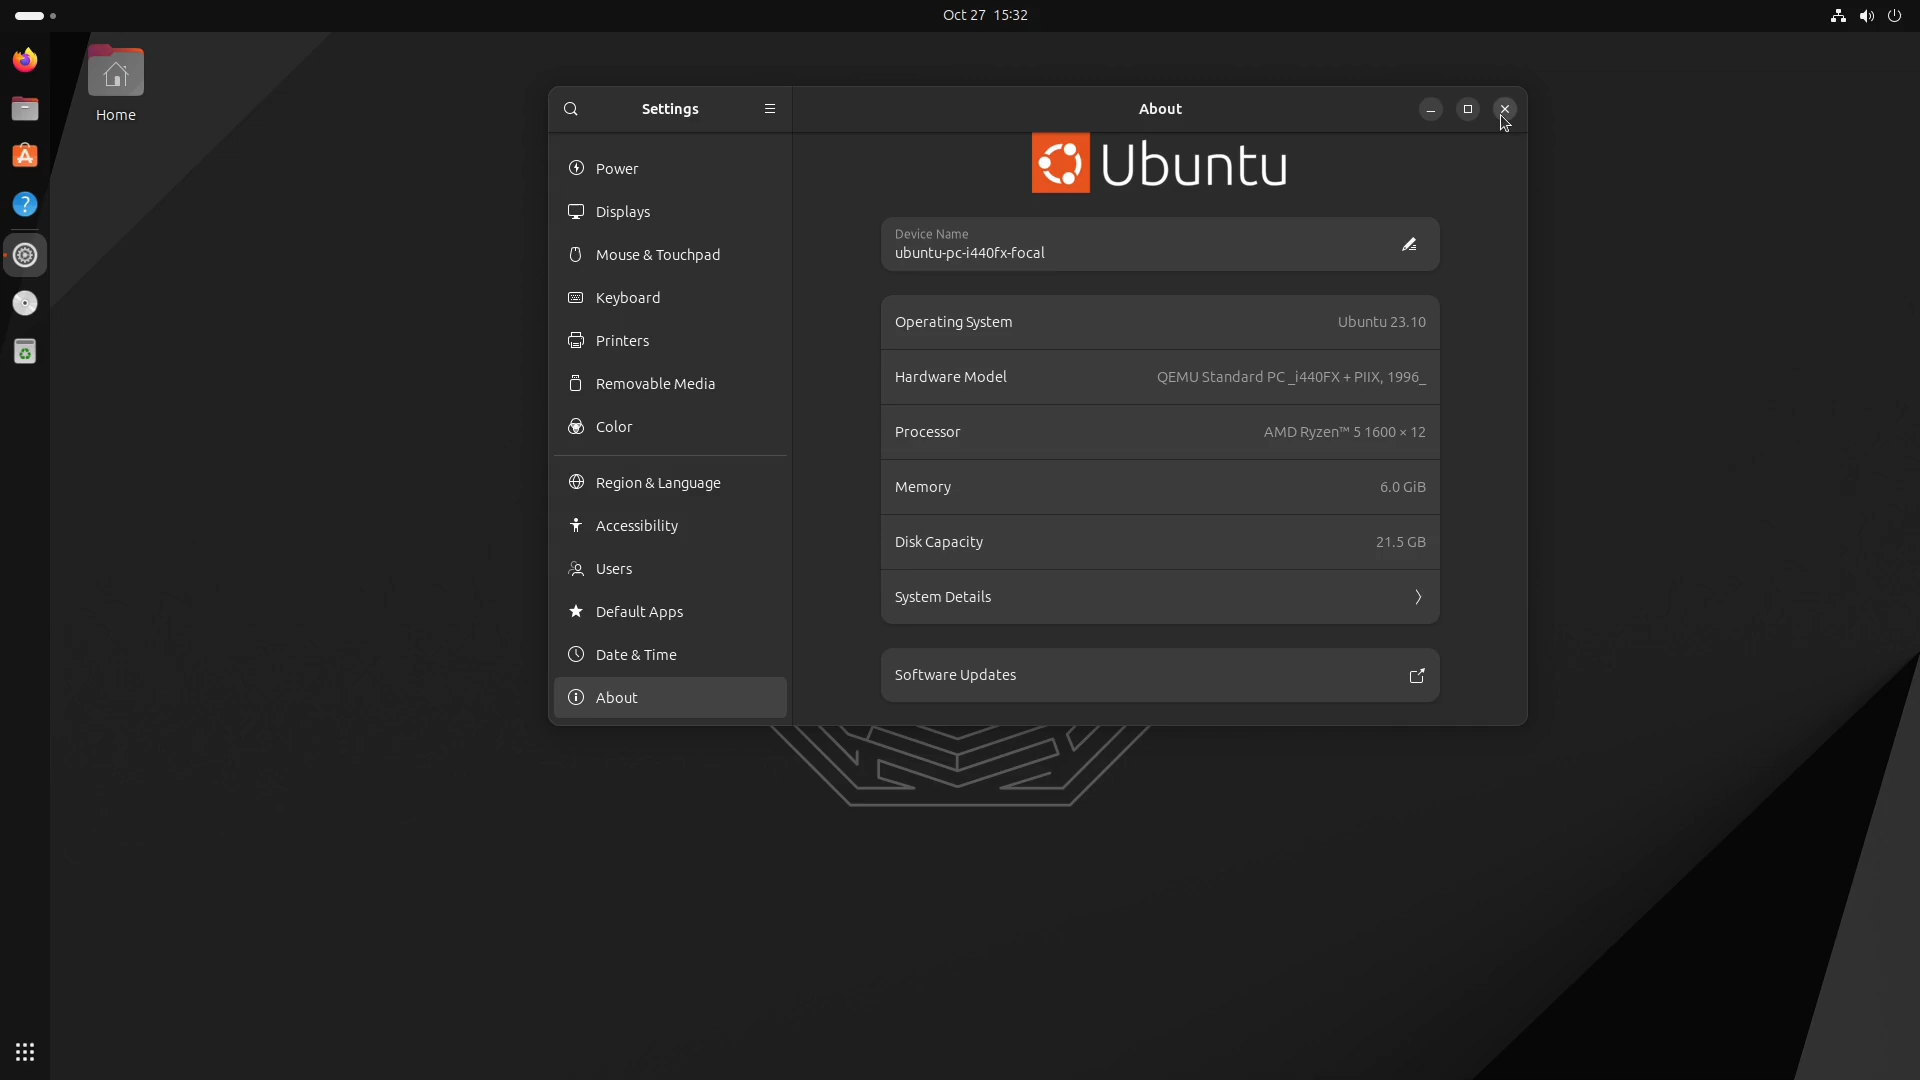 Oct 27 15:32
Home
Settings
About
Power
Displays
Mouse & Touchpad
Keyboard
Printers
Removable Media
Color
Region & Language
Accessibility
Users
Default Apps
Date & Time
About
Ubuntu
Device Name
ubuntu-pc-i440fx-focal
Operating System Ubuntu 23.10
Hardware Model QEMU Standard PC _i440FX + PIIX, 1996_
Processor AMD Ryzen™ 5 1600 × 12
Memory 6.0 GiB
Disk Capacity 21.5 GB
System Details
Software Updates